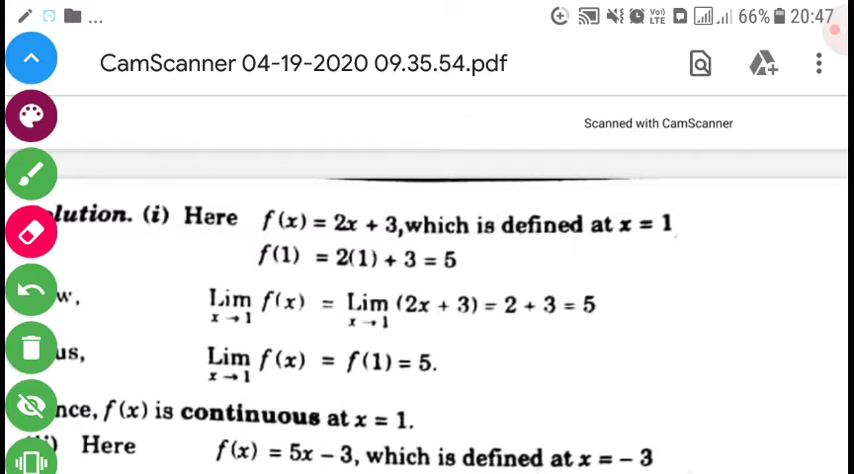 ... Vo)) LTE 66% 20:47
CamScanner 04-19-2020 09.35.54.pdf
Scanned with CamScanner
lution. (i) Here f(x) = 2x + 3,which is defined at x = 1
f(1) = 2(1) + 3 = 5
w, Lim f(x) = Lim (2x + 3) = 2 + 3 = 5
x → 1 x → 1
us, Lim f(x) = f(1) = 5.
x → 1
nce, f(x) is continuous at x = 1.
) Here f(x) = 5x – 3, which is defined at x = – 3